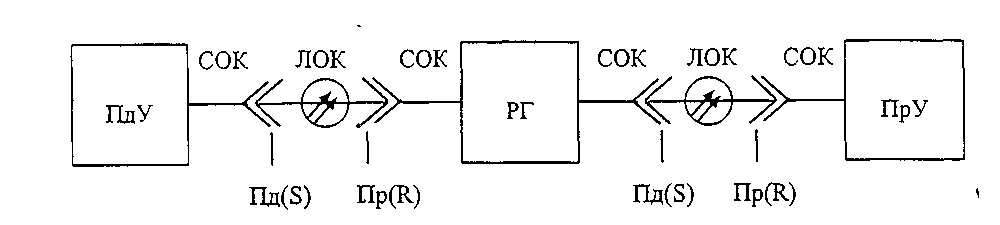 СОК ЛОК СОК СОК ЛОК СОК
ПдУ РГ ПрУ
Пд(S) Пр(R) Пд(S) Пр(R)